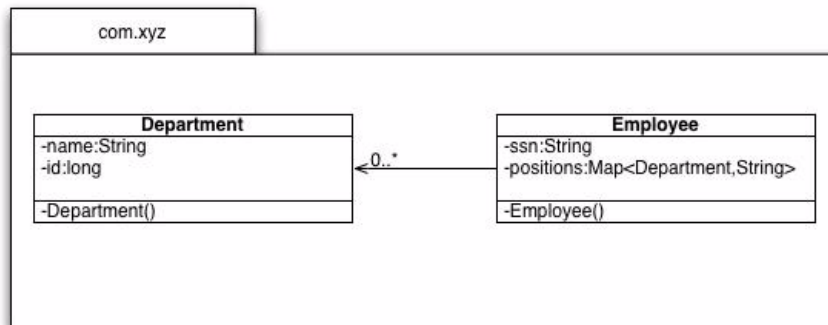 com.xyz
Department
-name:String
-id:long
-Department()
0..*
Employee
-ssn:String
-positions:Map<Department,String>
-Employee()